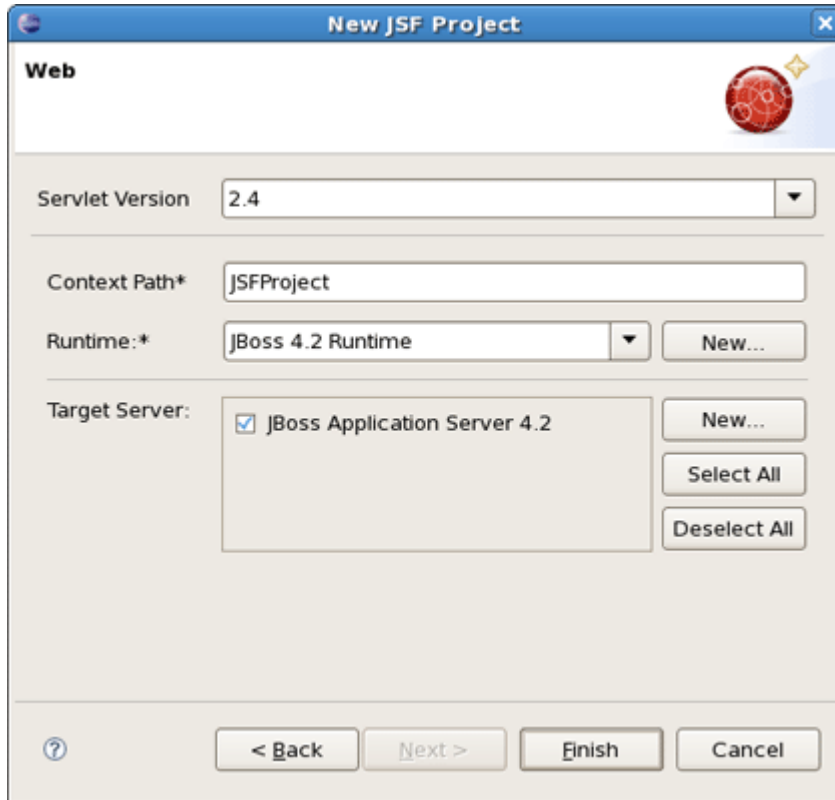 New JSF Project
Web
Servlet Version 2.4
Context Path* JSFProject
Runtime:* JBoss 4.2 Runtime New...
Target Server: JBoss Application Server 4.2 New...
Select All
Deselect All
< Back Next > Finish Cancel